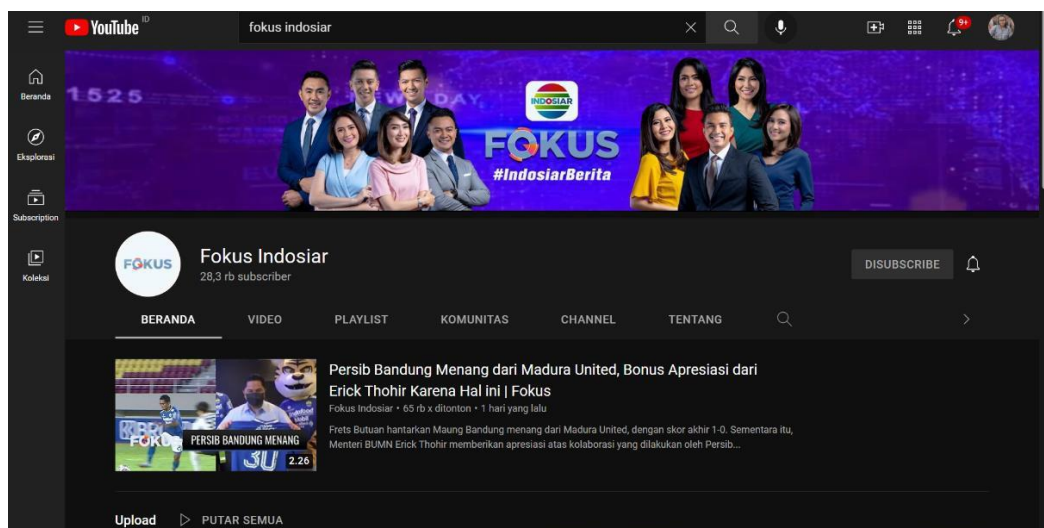 YouTube ID
fokus indosiar
9+
Beranda
Eksplorasi
Subscription
Koleksi
1525
DAY
INDOSIAR
FOKUS
#IndosiarBerita
FOKUS
Fokus Indosiar
28,3 rb subscriber
DISUBSCRIBE
BERANDA VIDEO PLAYLIST KOMUNITAS CHANNEL TENTANG
Persib Bandung Menang dari Madura United, Bonus Apresiasi dari
Erick Thohir Karena Hal ini | Fokus
Fokus Indosiar • 65 rb x ditonton • 1 hari yang lalu
Frets Butuan hantarkan Maung Bandung menang dari Madura United, dengan skor akhir 1-0. Sementara itu,
Menteri BUMN Erick Thohir memberikan apresiasi atas kolaborasi yang dilakukan oleh Persib...
FOKUS
PERSIB BANDUNG MENANG
30
2.26
Upload PUTAR SEMUA